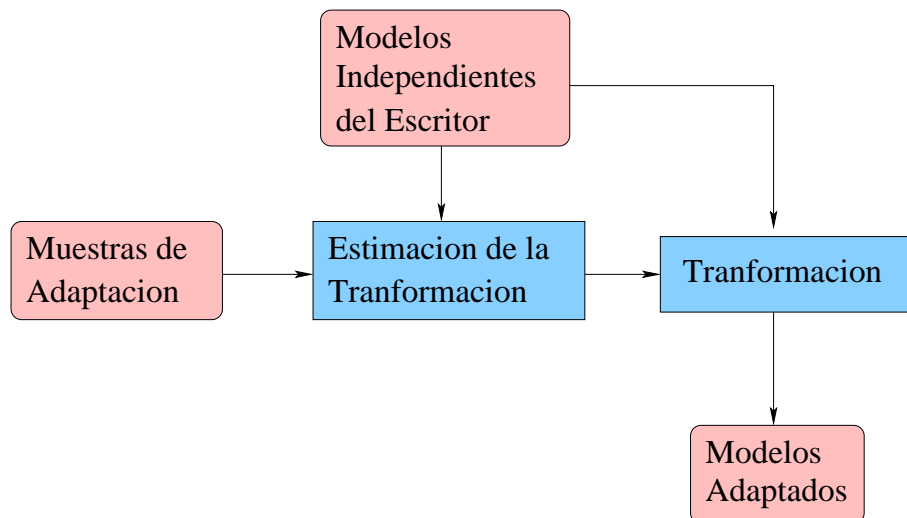 Modelos
Independientes
del Escritor
Muestras de
Adaptacion
Estimacion de la
Tranformacion
Tranformacion
Modelos
Adaptados